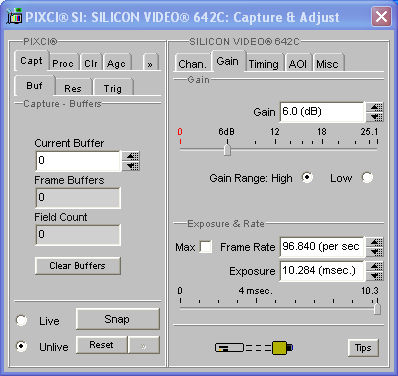 PIXCI® SI: SILICON VIDEO® 642C: Capture & Adjust
PIXCI®
Capt Proc Clr Agc »
Buf Res Trig
Capture - Buffers
Current Buffer
0
Frame Buffers
0
Field Count
0
Clear Buffers
Live Snap
Unlive Reset »
SILICON VIDEO® 642C
Chan. Gain Timing AOI Misc
Gain
Gain 6.0 (dB)
0 6dB 12 18 25.1
Gain Range: High Low
Exposure & Rate
Max Frame Rate 96.840 (per sec
Exposure 10.284 (msec.)
0 4 msec. 10.3
Tips